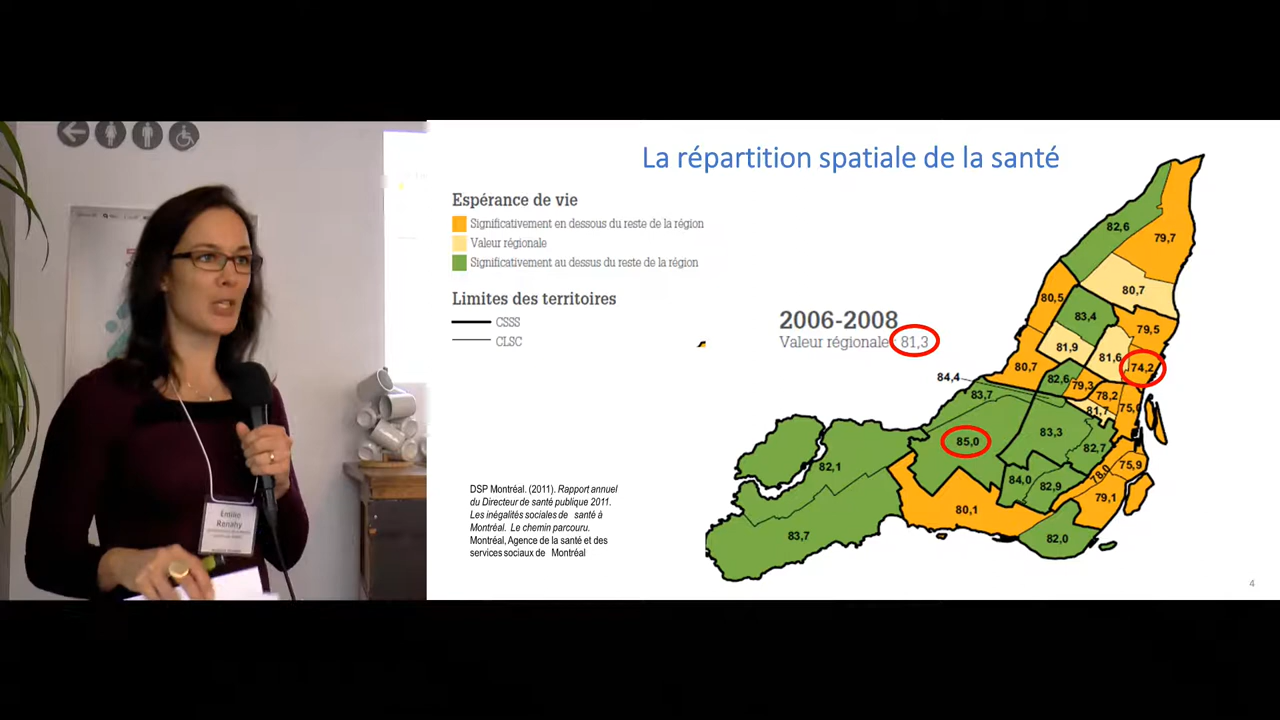 La répartition spatiale de la santé
Espérance de vie
Significativement en dessous du reste de la région
Valeur régionale
Significativement au dessus du reste de la région
Limites des territoires
CSSS
CLSC
2006-2008
Valeur régionale 81,3
82,6
79,7
80,7
80,5
83,4
79,5
81,9
81,6
74,2
80,7
84,4
82,6
79,3
78,2
83,7
81,7
85,0
83,3
82,7
82,1
84,0
82,9
78,0
75,9
79,1
80,1
83,7
82,0
DSP Montréal. (2011). Rapport annuel
du Directeur de santé publique 2011.
Les inégalités sociales de santé à
Montréal. Le chemin parcouru.
Montréal, Agence de la santé et des
services sociaux de Montréal
4
Émilie
Renahy